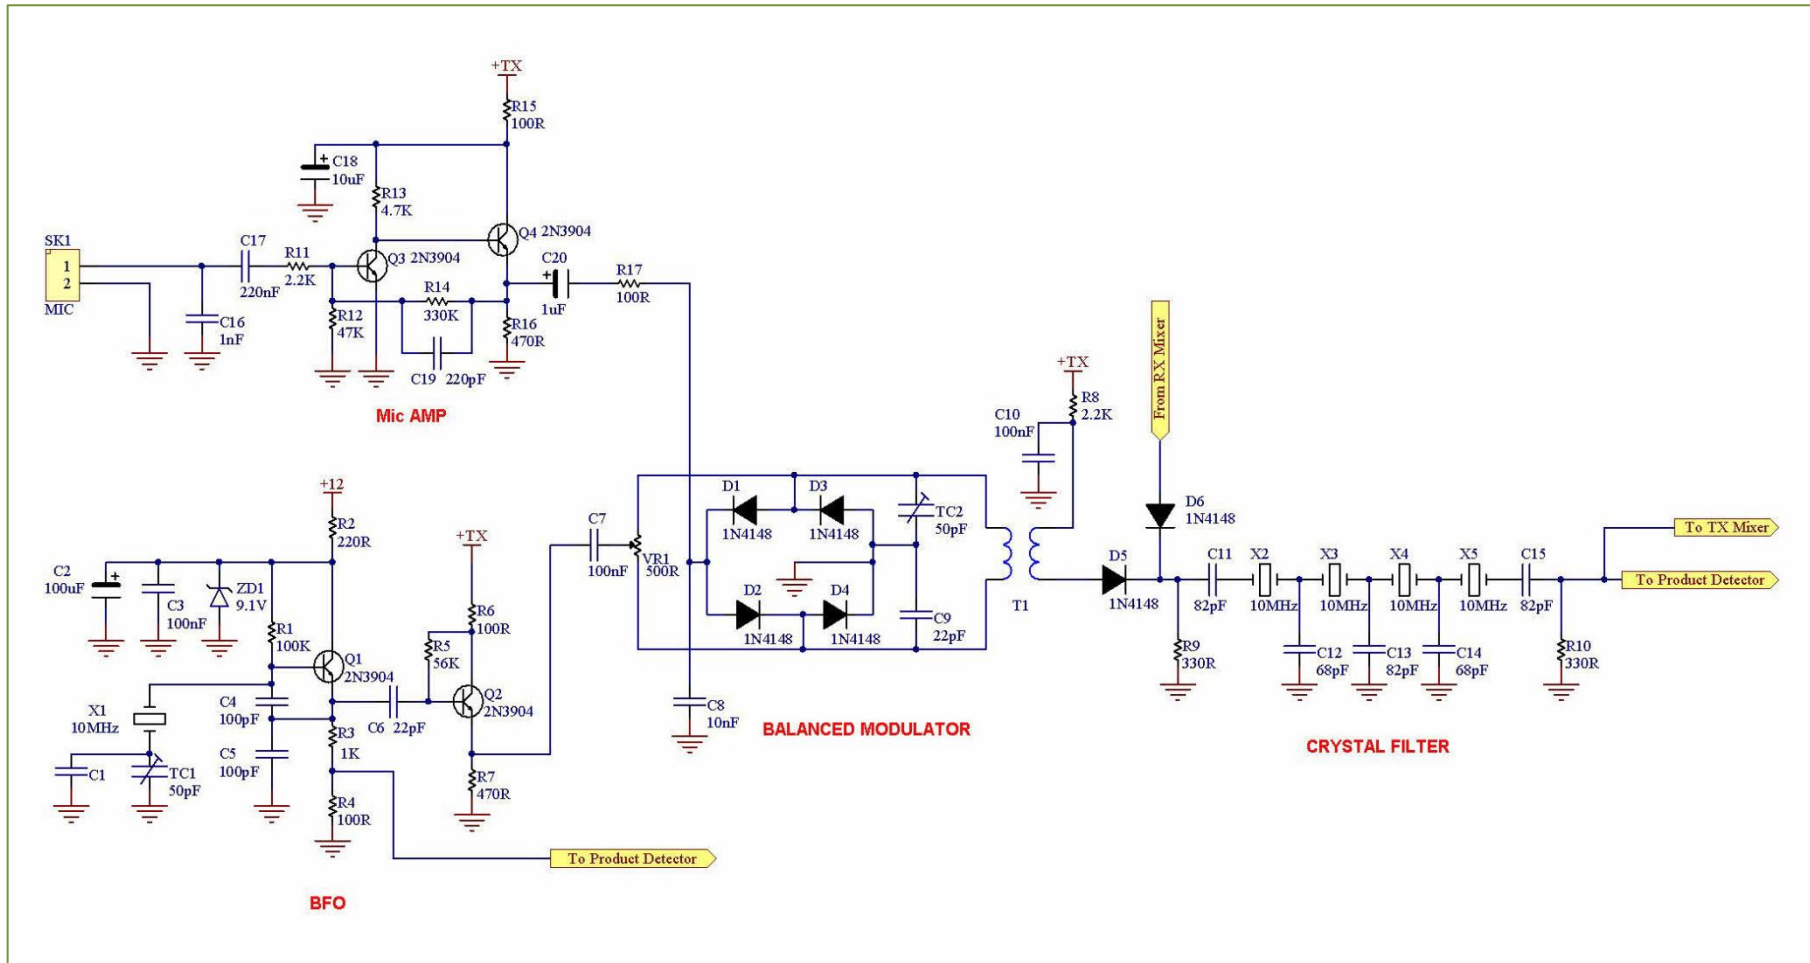 +TX
R15
100R
C18
10uF
R13
4.7K
Q4 2N3904
SK1
1
2
MIC
C17
220nF
R11
2.2K
Q3 2N3904
C20
1uF
R17
100R
C16
1nF
R12
47K
R14
330K
R16
470R
C19 220pF
Mic AMP
From RX Mixer
+TX
R8
2.2K
C10
100nF
+12
R2
220R
C2
100uF
C3
100nF
ZD1
9.1V
R1
100K
Q1
2N3904
+TX
R6
100R
R5
56K
Q2
2N3904
C7
100nF
VR1
500R
D1
1N4148
D3
1N4148
TC2
50pF
D2
1N4148
D4
1N4148
C9
22pF
T1
D6
1N4148
D5
1N4148
C11
82pF
X2
10MHz
X3
10MHz
X4
10MHz
X5
10MHz
C15
82pF
To TX Mixer
To Product Detector
R9
330R
C12
68pF
C13
82pF
C14
68pF
R10
330R
X1
10MHz
C4
100pF
C6 22pF
R3
1K
C5
100pF
C1
TC1
50pF
R7
470R
R4
100R
C8
10nF
BALANCED MODULATOR
CRYSTAL FILTER
To Product Detector
BFO